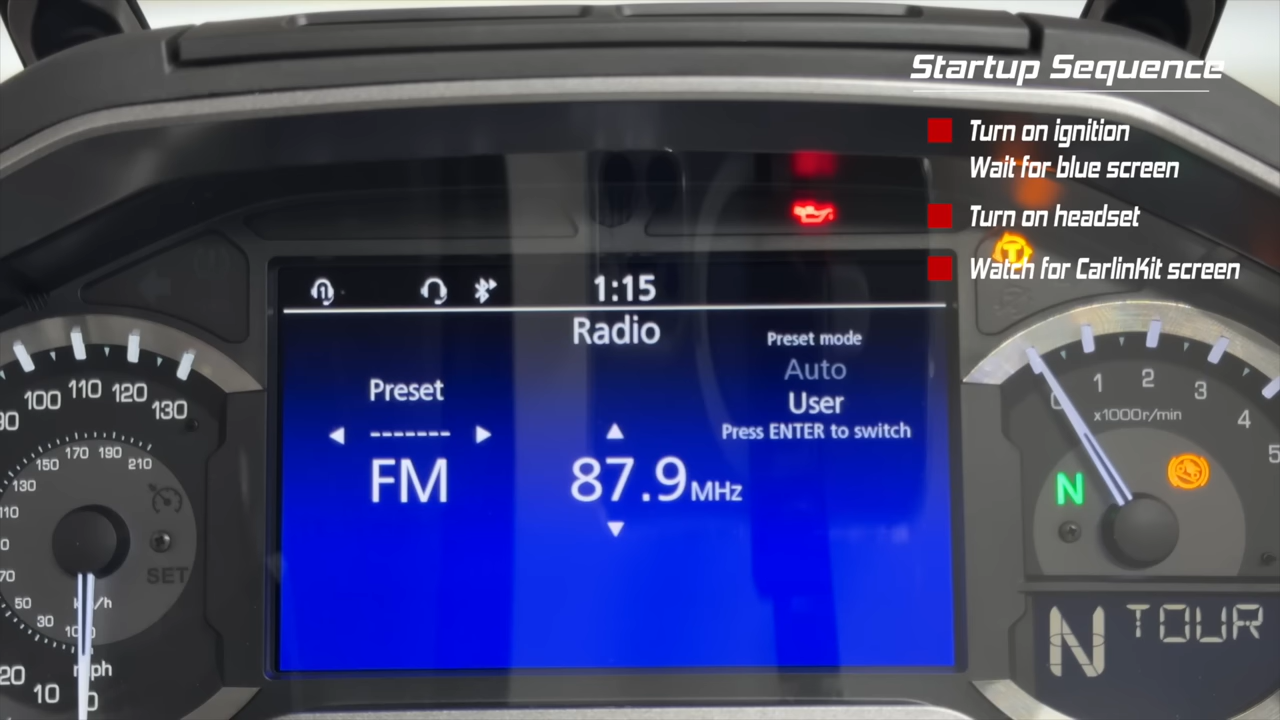 Startup Sequence
Turn on ignition
Wait for blue screen
Turn on headset
Watch for CarlinKit screen
1:15
Radio
Preset mode
Auto
User
Press ENTER to switch
Preset
FM
87.9 MHz
90 100 110 120 130
130 150 170 190 210
110
70
50
30
km/h
mph
20 10 0
SET
0 1 2 3 4 5
x1000r/min
N
N TOUR